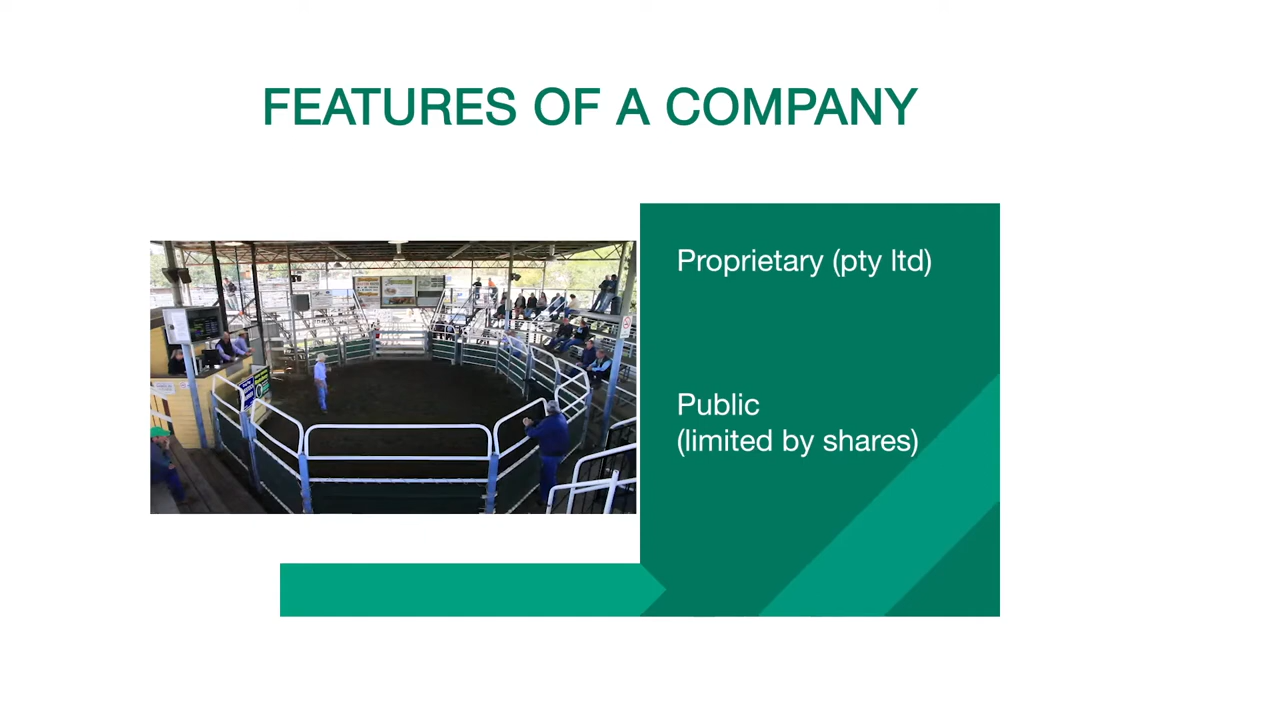 FEATURES OF A COMPANY
Proprietary (pty ltd)
Public
(limited by shares)